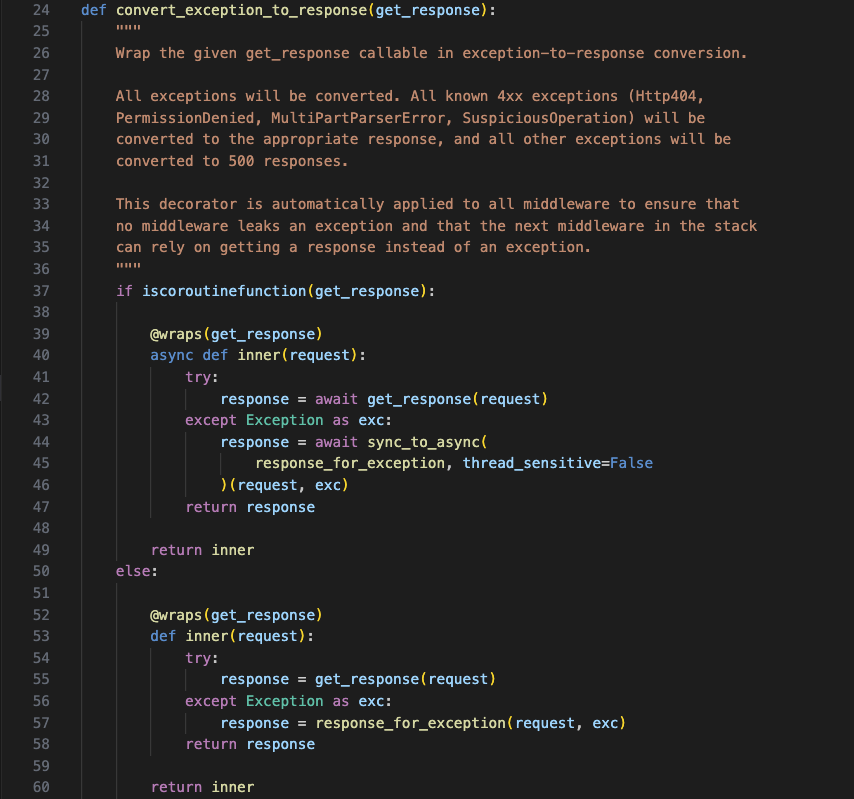 24 def convert_exception_to_response(get_response):
25     """
26     Wrap the given get_response callable in exception-to-response conversion.
27
28     All exceptions will be converted. All known 4xx exceptions (Http404,
29     PermissionDenied, MultiPartParserError, SuspiciousOperation) will be
30     converted to the appropriate response, and all other exceptions will be
31     converted to 500 responses.
32
33     This decorator is automatically applied to all middleware to ensure that
34     no middleware leaks an exception and that the next middleware in the stack
35     can rely on getting a response instead of an exception.
36     """
37     if iscoroutinefunction(get_response):
38
39         @wraps(get_response)
40         async def inner(request):
41             try:
42                 response = await get_response(request)
43             except Exception as exc:
44                 response = await sync_to_async(
45                     response_for_exception, thread_sensitive=False
46                 )(request, exc)
47             return response
48
49         return inner
50     else:
51
52         @wraps(get_response)
53         def inner(request):
54             try:
55                 response = get_response(request)
56             except Exception as exc:
57                 response = response_for_exception(request, exc)
58             return response
59
60         return inner